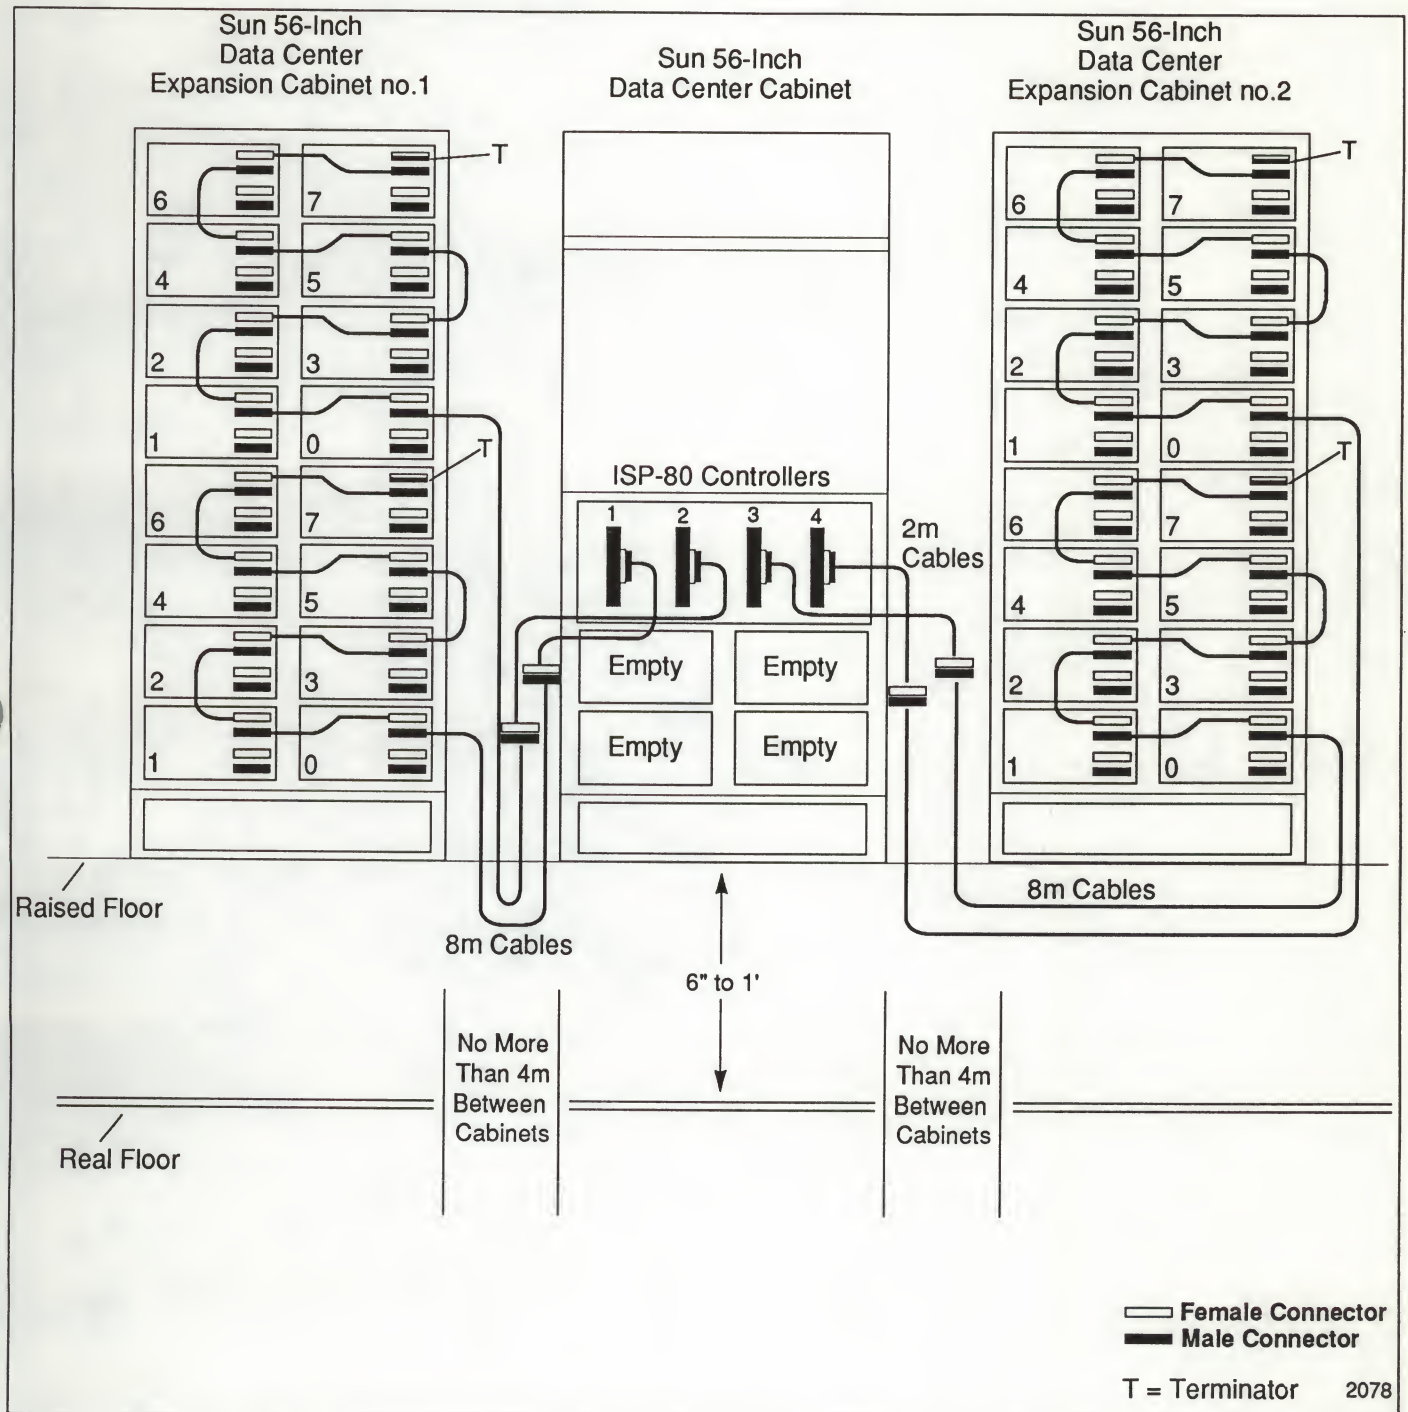 Sun 56-Inch
Data Center
Expansion Cabinet no.1
Sun 56-Inch
Data Center Cabinet
Sun 56-Inch
Data Center
Expansion Cabinet no.2
T
6
7
4
5
2
3
1
0
T
6
7
4
5
2
3
1
0
ISP-80 Controllers
1
2
3
4
2m
Cables
Empty
Empty
Empty
Empty
T
6
7
4
5
2
3
1
0
T
6
7
4
5
2
3
1
0
Raised Floor
8m Cables
8m Cables
6" to 1'
No More
Than 4m
Between
Cabinets
No More
Than 4m
Between
Cabinets
Real Floor
Female Connector
Male Connector
T = Terminator
2078